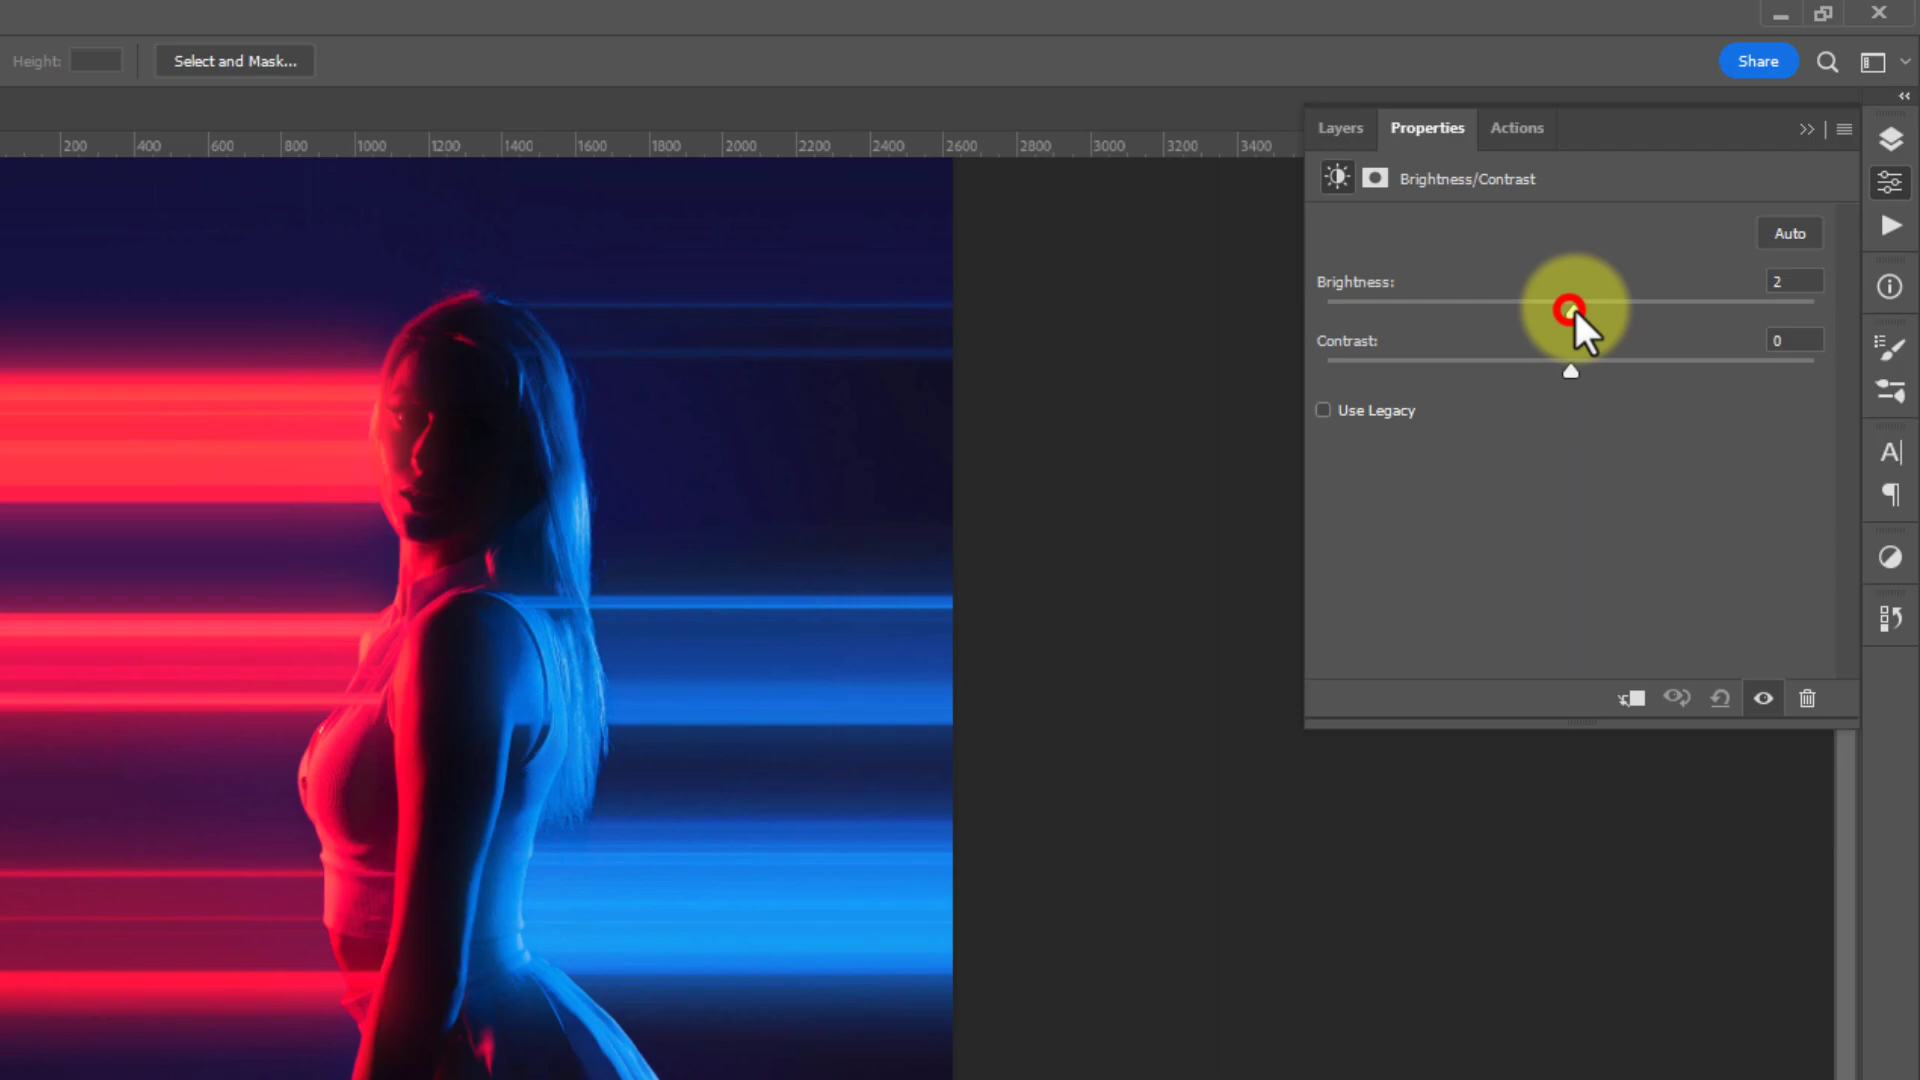 Height:
Select and Mask...
Share
200 400 600 800 1000 1200 1400 1600 1800 2000 2200 2400 2600 2800 3000 3200 3400
Layers Properties Actions
Brightness/Contrast
Auto
Brightness: 2
Contrast: 0
Use Legacy